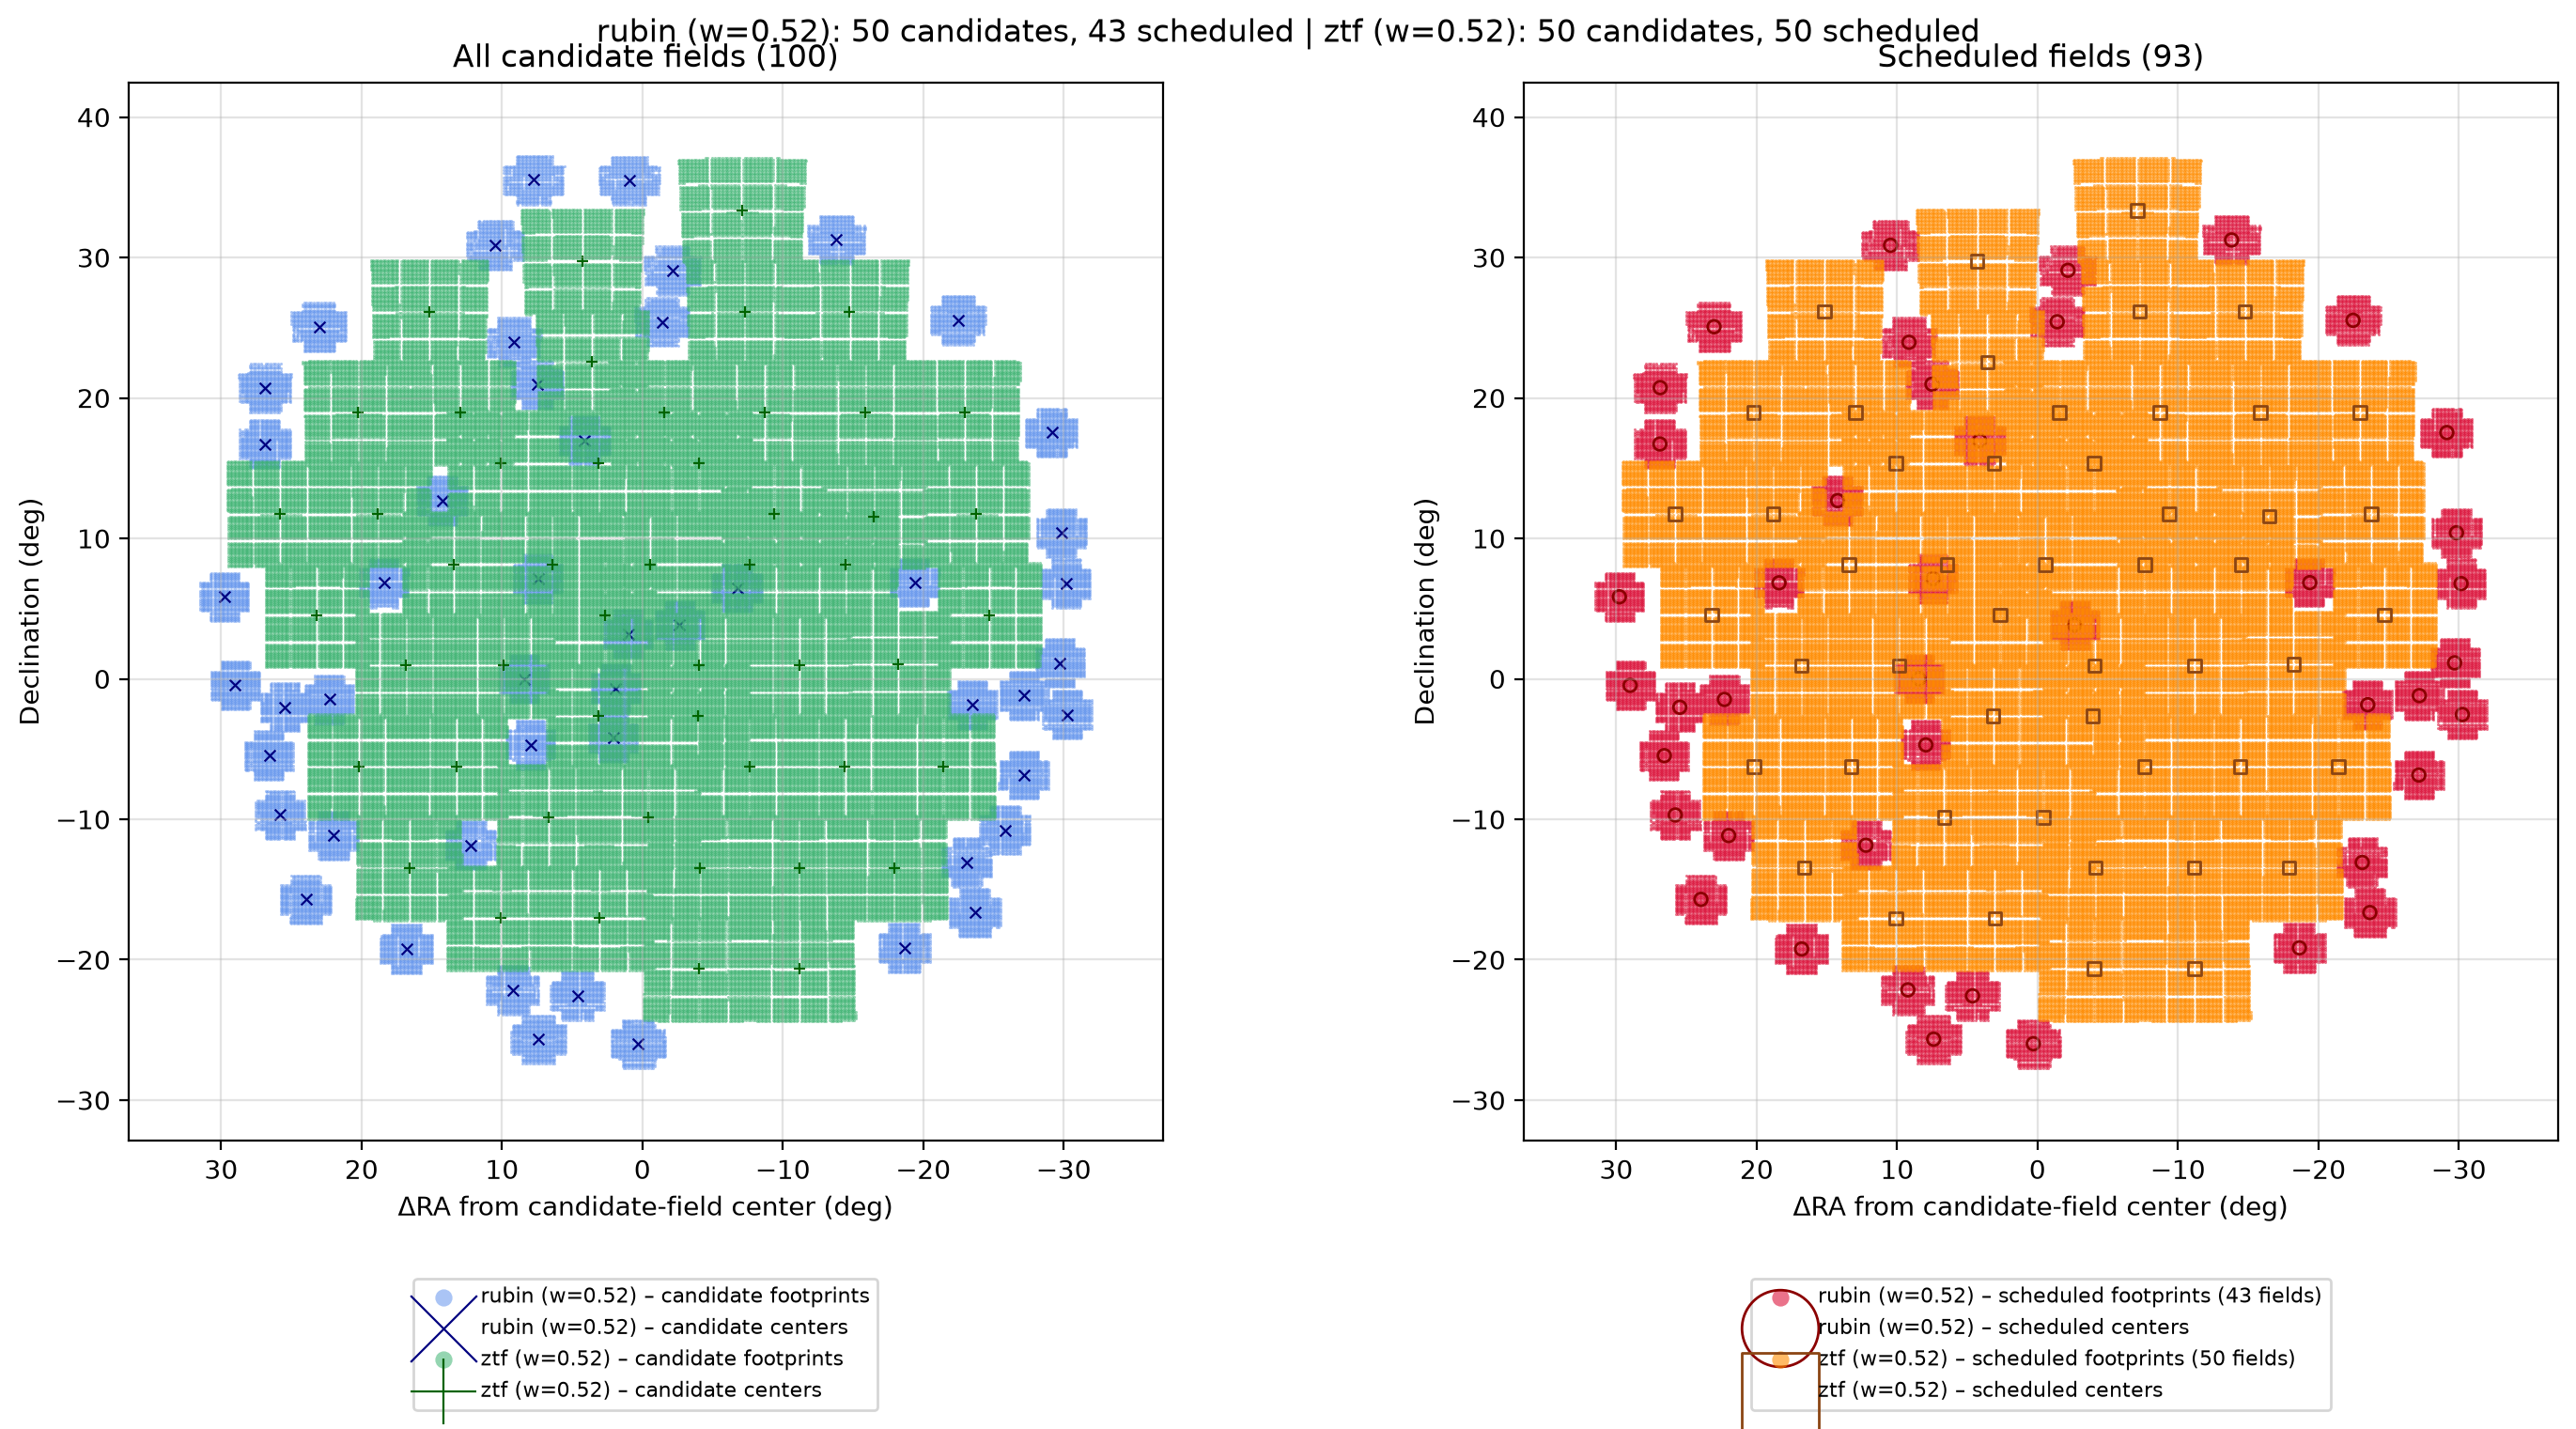 rubin (w=0.52): 50 candidates, 43 scheduled | ztf (w=0.52): 50 candidates, 50 scheduled
All candidate fields (100)
40
30
20
10
0
−10
−20
−30
Declination (deg)
30 20 10 0 −10 −20 −30
ΔRA from candidate-field center (deg)
rubin (w=0.52) – candidate footprints
rubin (w=0.52) – candidate centers
ztf (w=0.52) – candidate footprints
ztf (w=0.52) – candidate centers
Scheduled fields (93)
40
30
20
10
0
−10
−20
−30
Declination (deg)
30 20 10 0 −10 −20 −30
ΔRA from candidate-field center (deg)
rubin (w=0.52) – scheduled footprints (43 fields)
rubin (w=0.52) – scheduled centers
ztf (w=0.52) – scheduled footprints (50 fields)
ztf (w=0.52) – scheduled centers